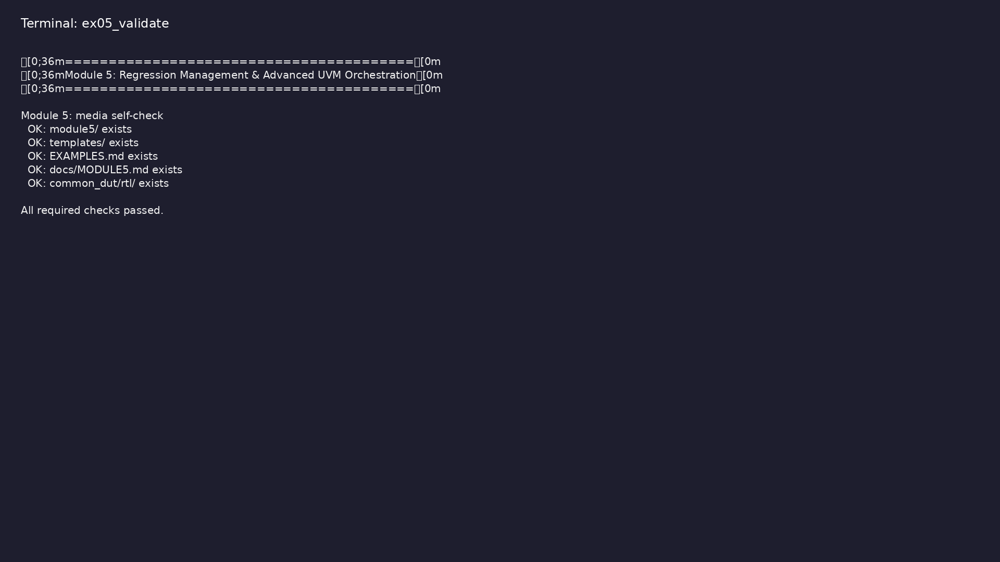 Terminal: ex05_validate
▯[0;36m========================================▯[0m
▯[0;36mModule 5: Regression Management & Advanced UVM Orchestration▯[0m
▯[0;36m========================================▯[0m
Module 5: media self-check
OK: module5/ exists
OK: templates/ exists
OK: EXAMPLES.md exists
OK: docs/MODULE5.md exists
OK: common_dut/rtl/ exists
All required checks passed.